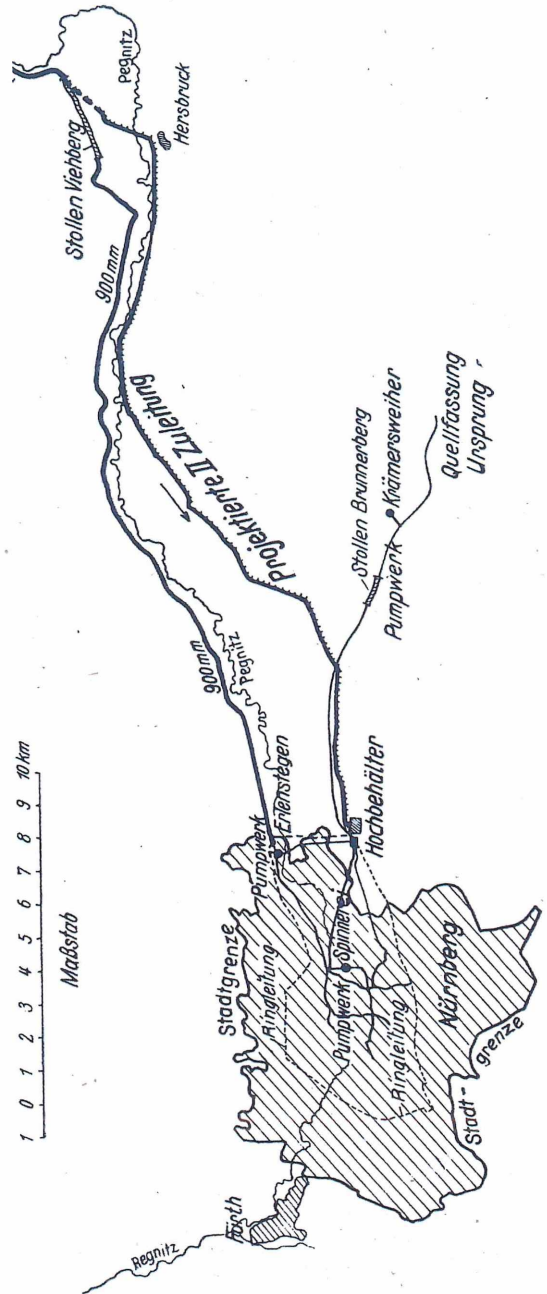 Pegnitz
Hersbruck
Stollen Viehberg
900mm
Projektierte II Zuleitung
900mm
Pegnitz
Stollen Brunnerberg
Krämersweiher
Pumpwerk
Quellfassung
Ursprung
Pumpwerk
Erlenstegen
Hochbehälter
Stadtgrenze
Ringleitung
Pumpwerk Spinnerei
Ringleitung
Nürnberg
Stadt-
grenze
Fürth
Regnitz
1 0 1 2 3 4 5 6 7 8 9 10 km
Maßstab